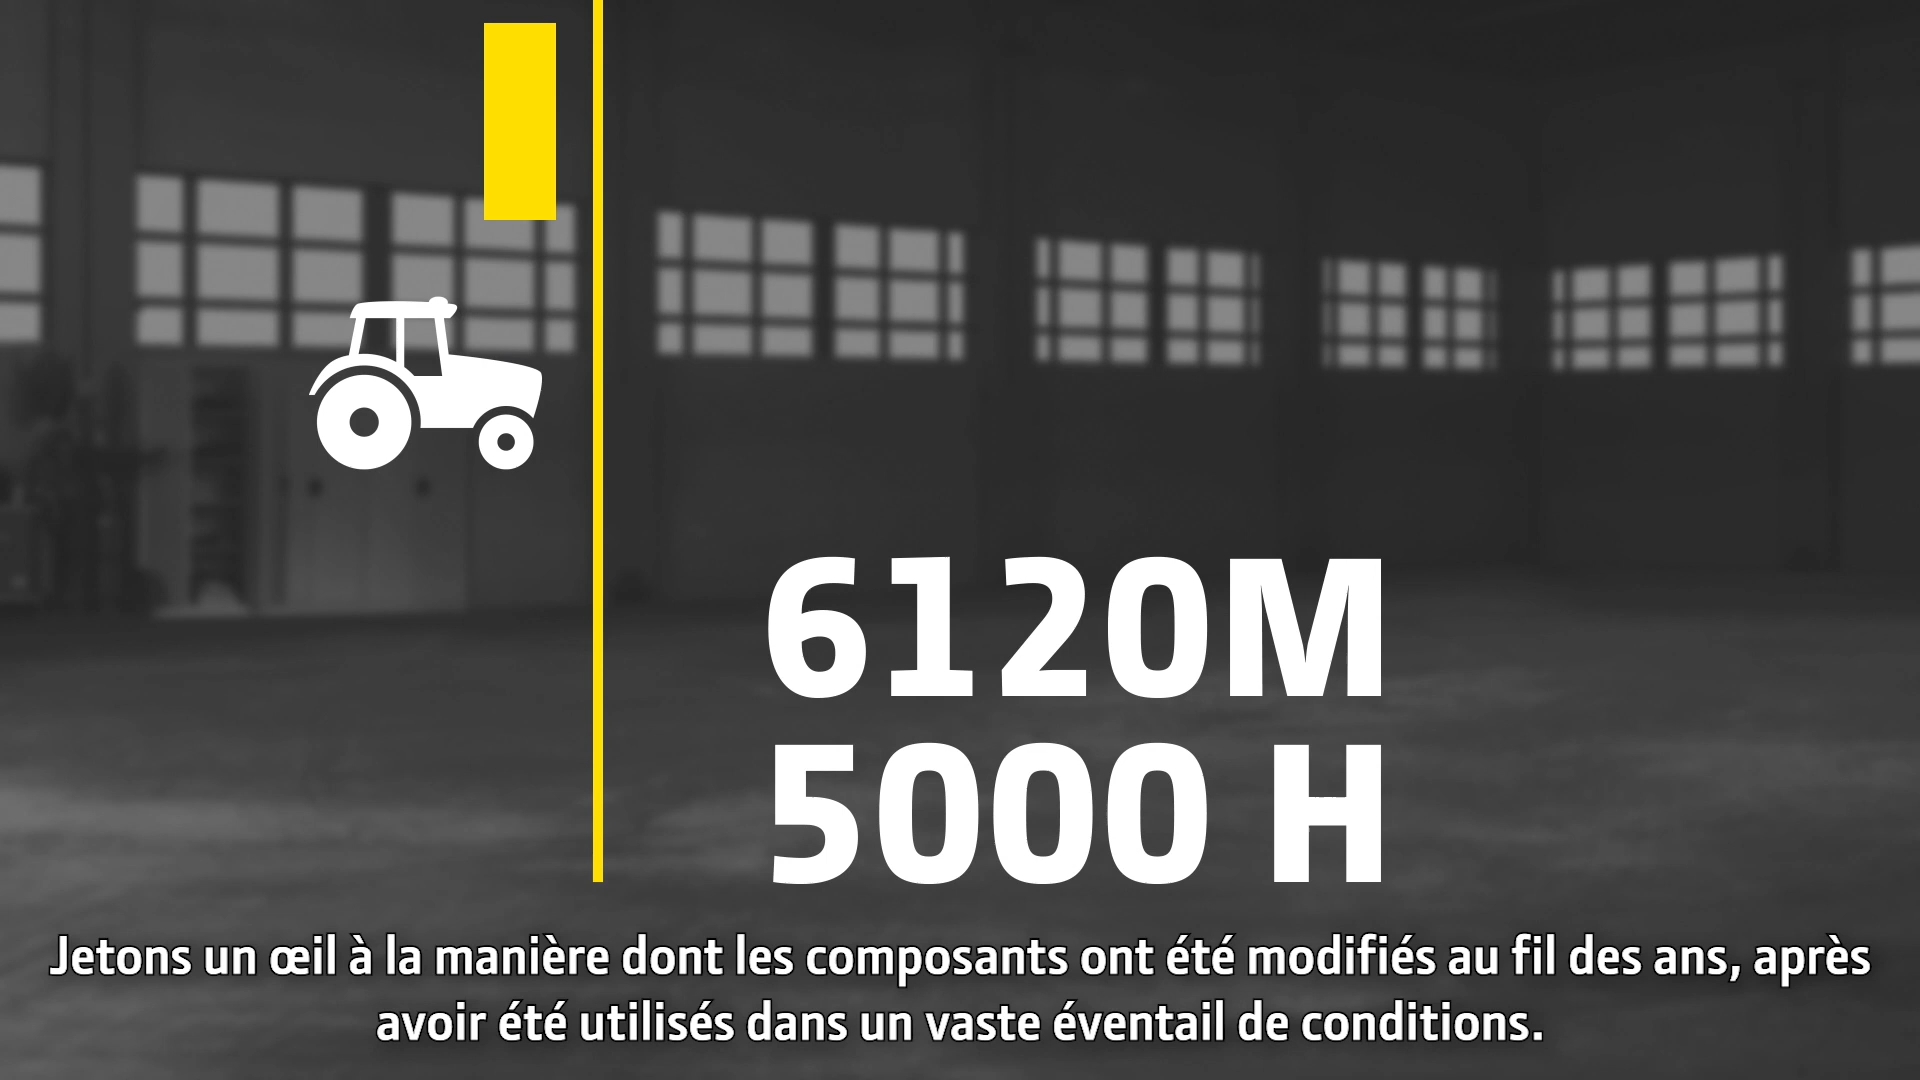 6120M
5000 H
Jetons un œil à la manière dont les composants ont été modifiés au fil des ans, après
avoir été utilisés dans un vaste éventail de conditions.